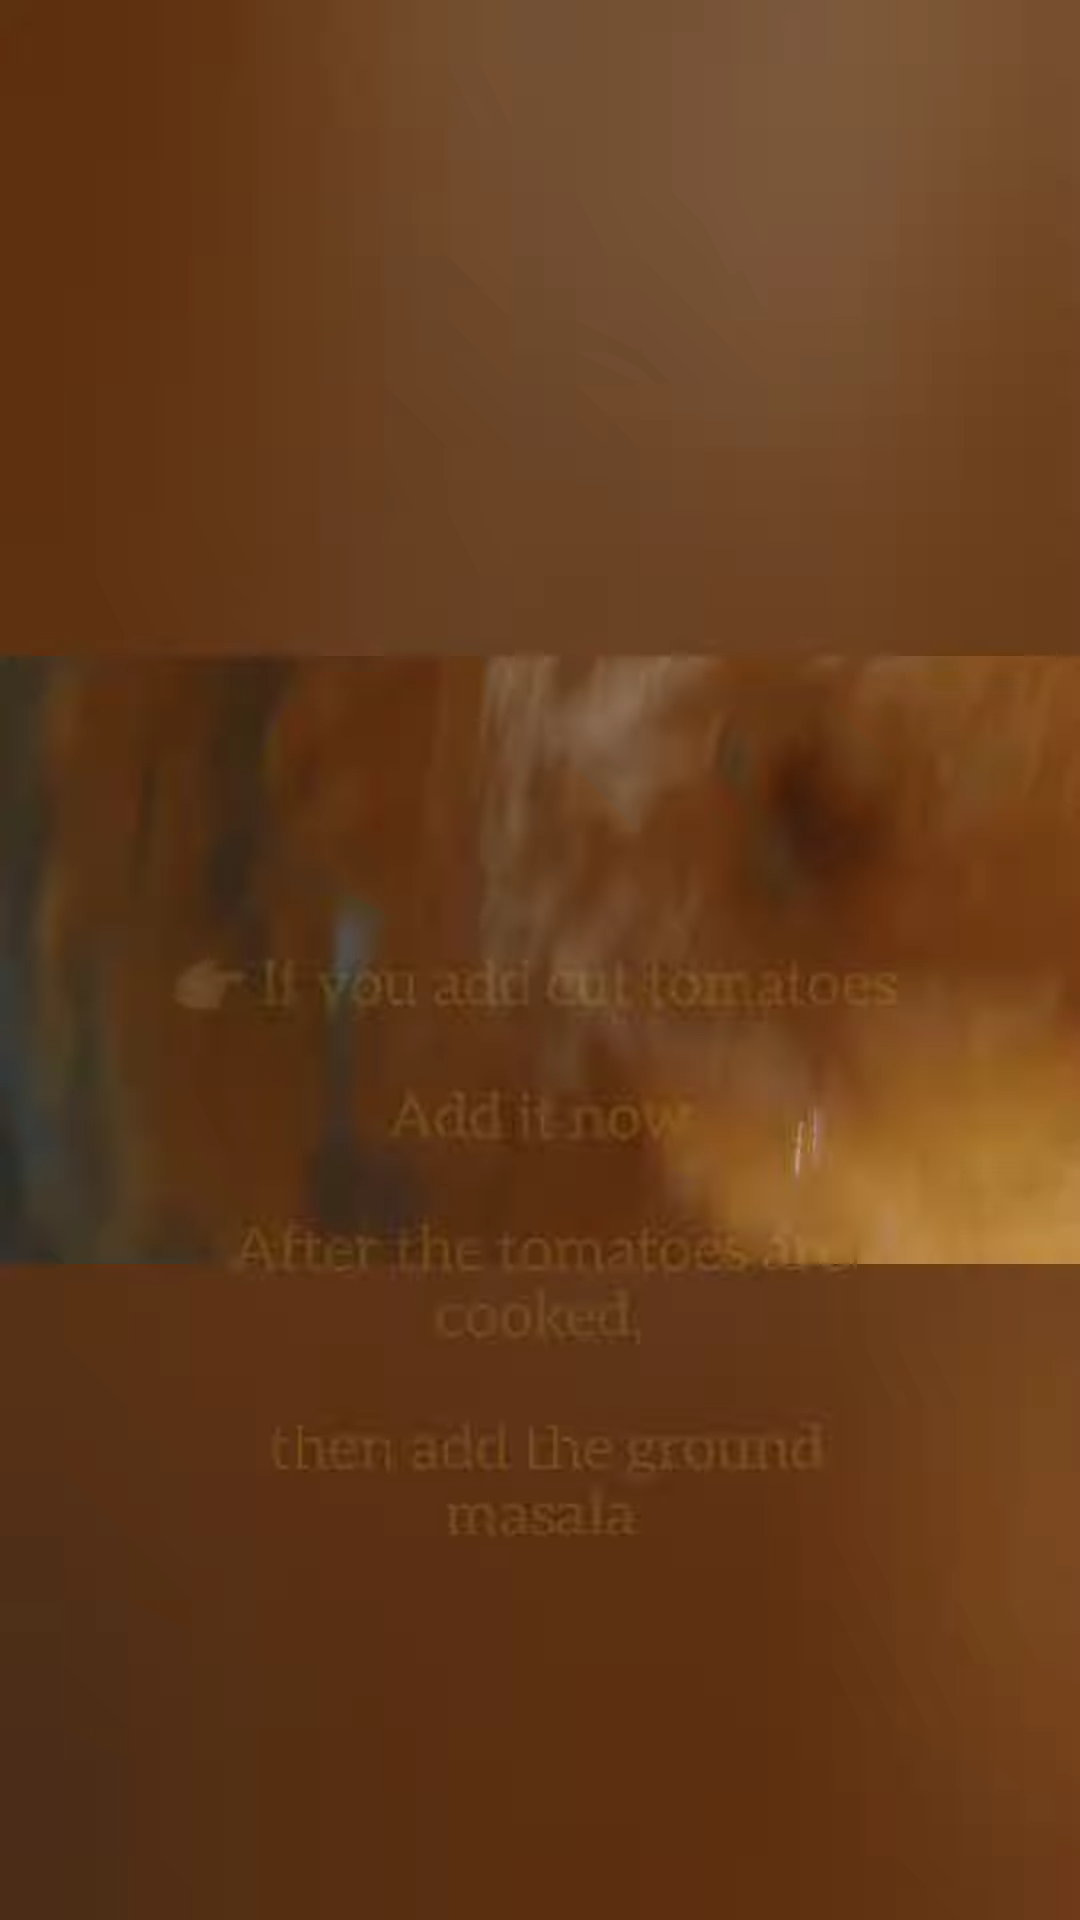 👉 If you add cut tomatoes
Add it now
After the tomatoes are
cooked,
then add the ground
masala